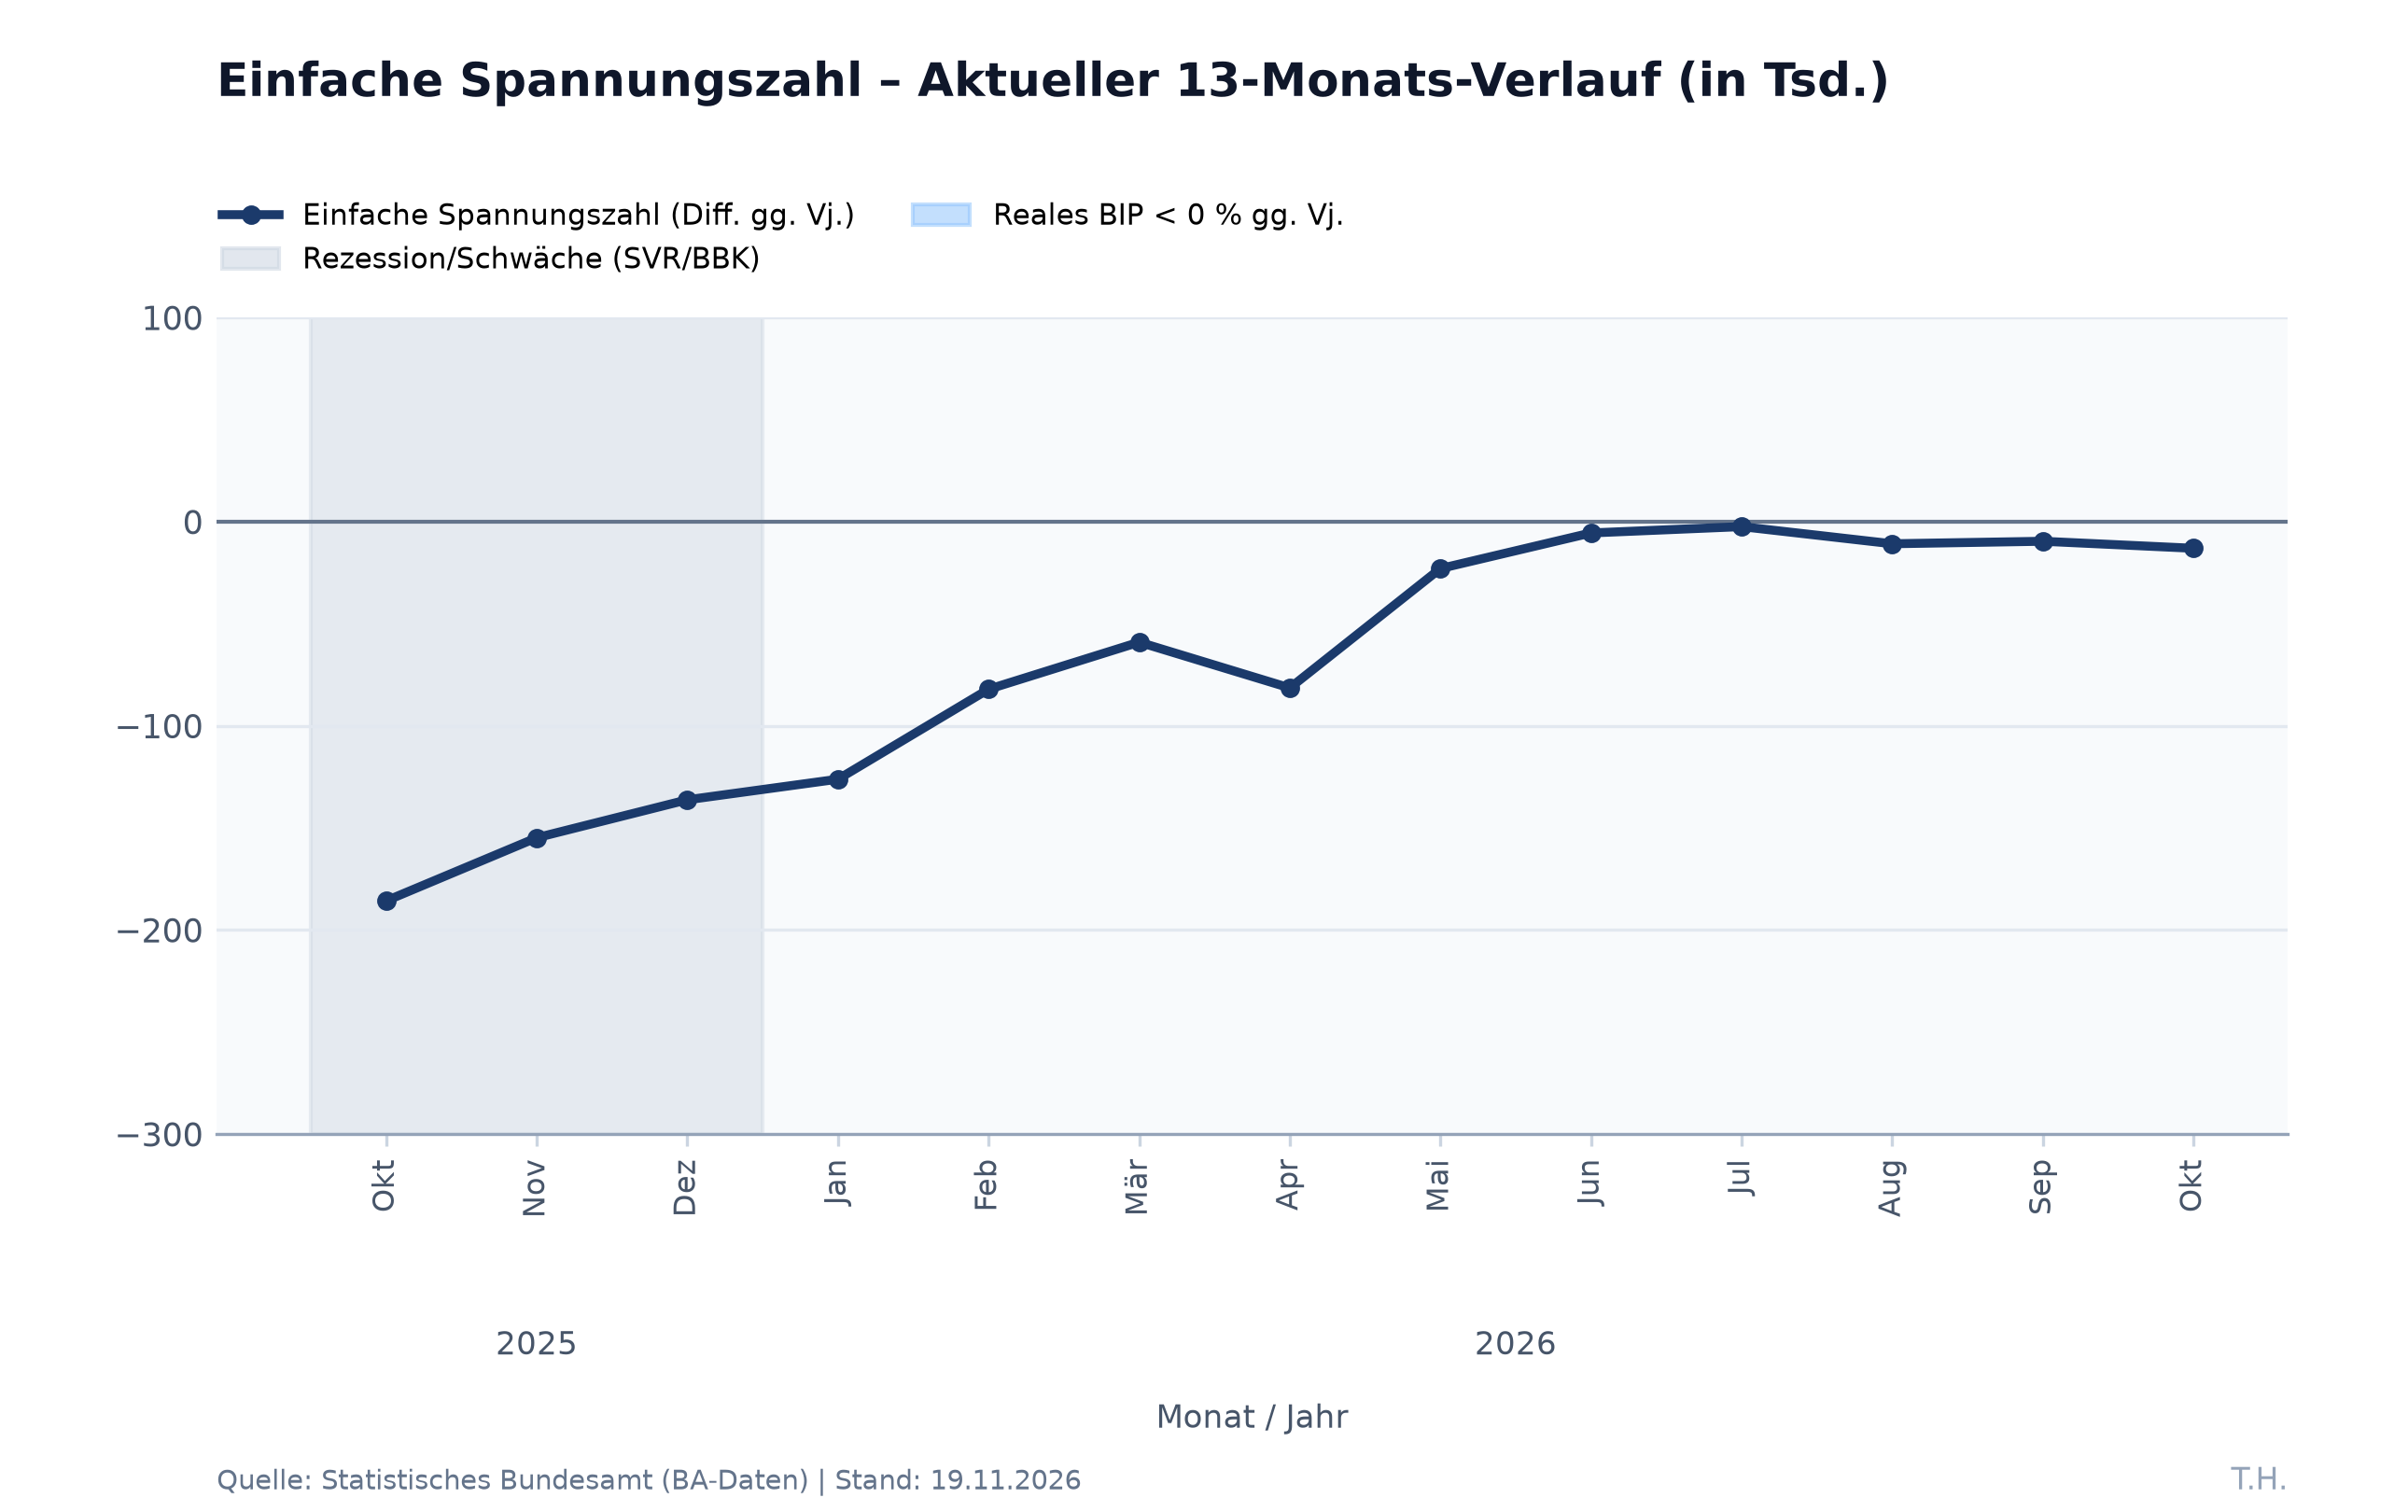 Einfache Spannungszahl – Aktueller 13-Monats-Verlauf (in Tsd.)
Einfache Spannungszahl (Diff. gg. Vj.)
Reales BIP < 0 % gg. Vj.
Rezession/Schwäche (SVR/BBK)
100
0
−100
−200
−300
Okt Nov Dez Jan Feb Mär Apr Mai Jun Jul Aug Sep Okt
2025 2026
Monat / Jahr
Quelle: Statistisches Bundesamt (BA-Daten) | Stand: 19.11.2026
T.H.